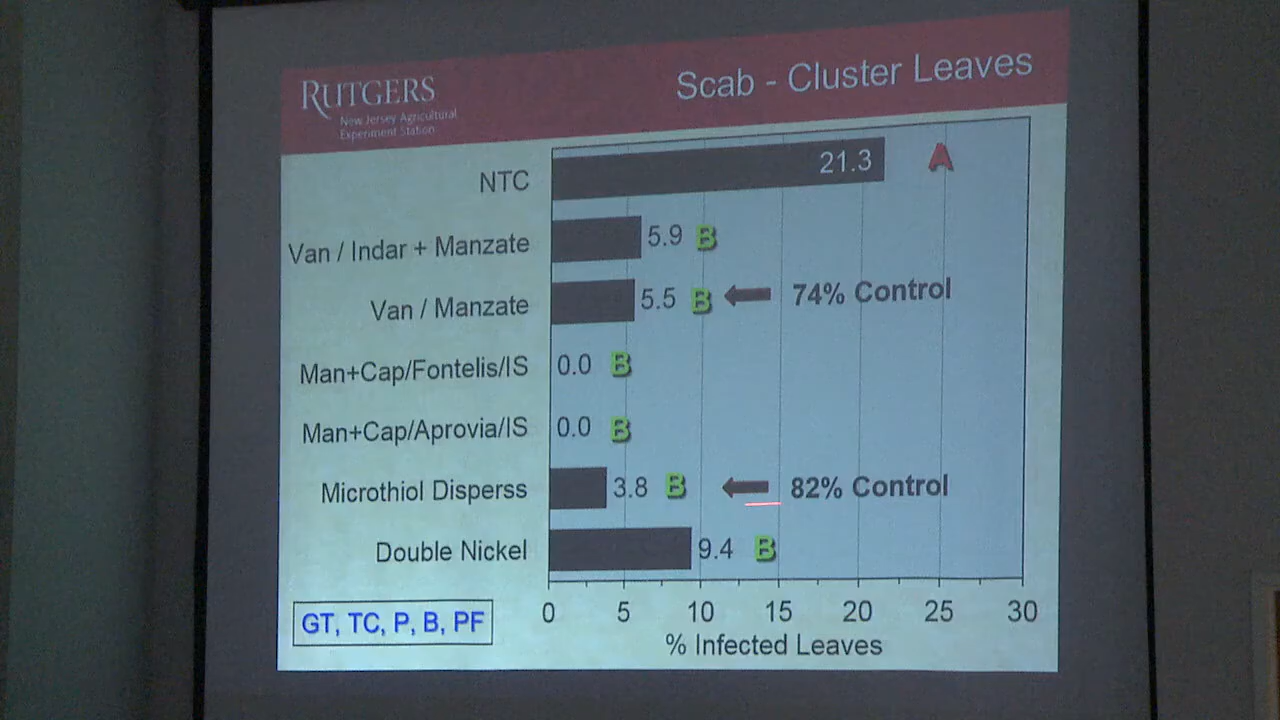 RUTGERS
New Jersey Agricultural
Experiment Station
Scab - Cluster Leaves
NTC 21.3 A
Van / Indar + Manzate 5.9 B
Van / Manzate 5.5 B 74% Control
Man+Cap/Fontelis/IS 0.0 B
Man+Cap/Aprovia/IS 0.0 B
Microthiol Disperss 3.8 B 82% Control
Double Nickel 9.4 B
0 5 10 15 20 25 30
% Infected Leaves
GT, TC, P, B, PF